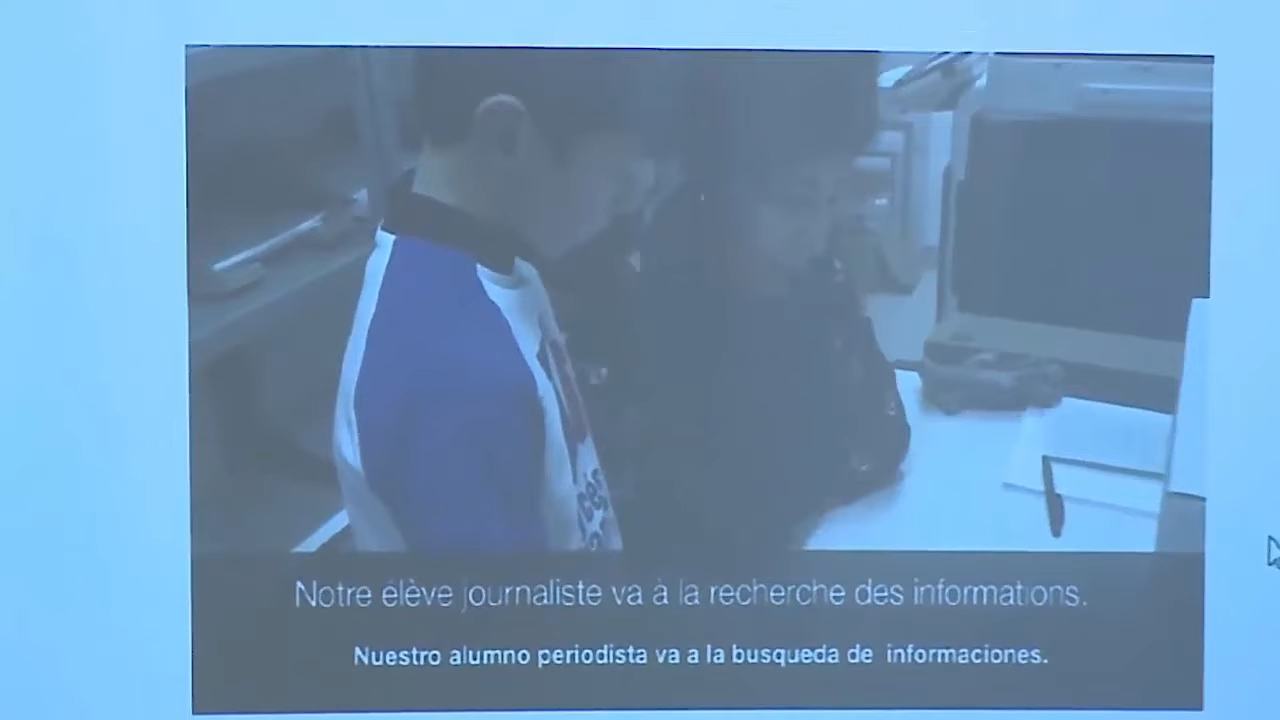 Notre élève journaliste va à la recherche des informations.
Nuestro alumno periodista va a la busqueda de informaciones.